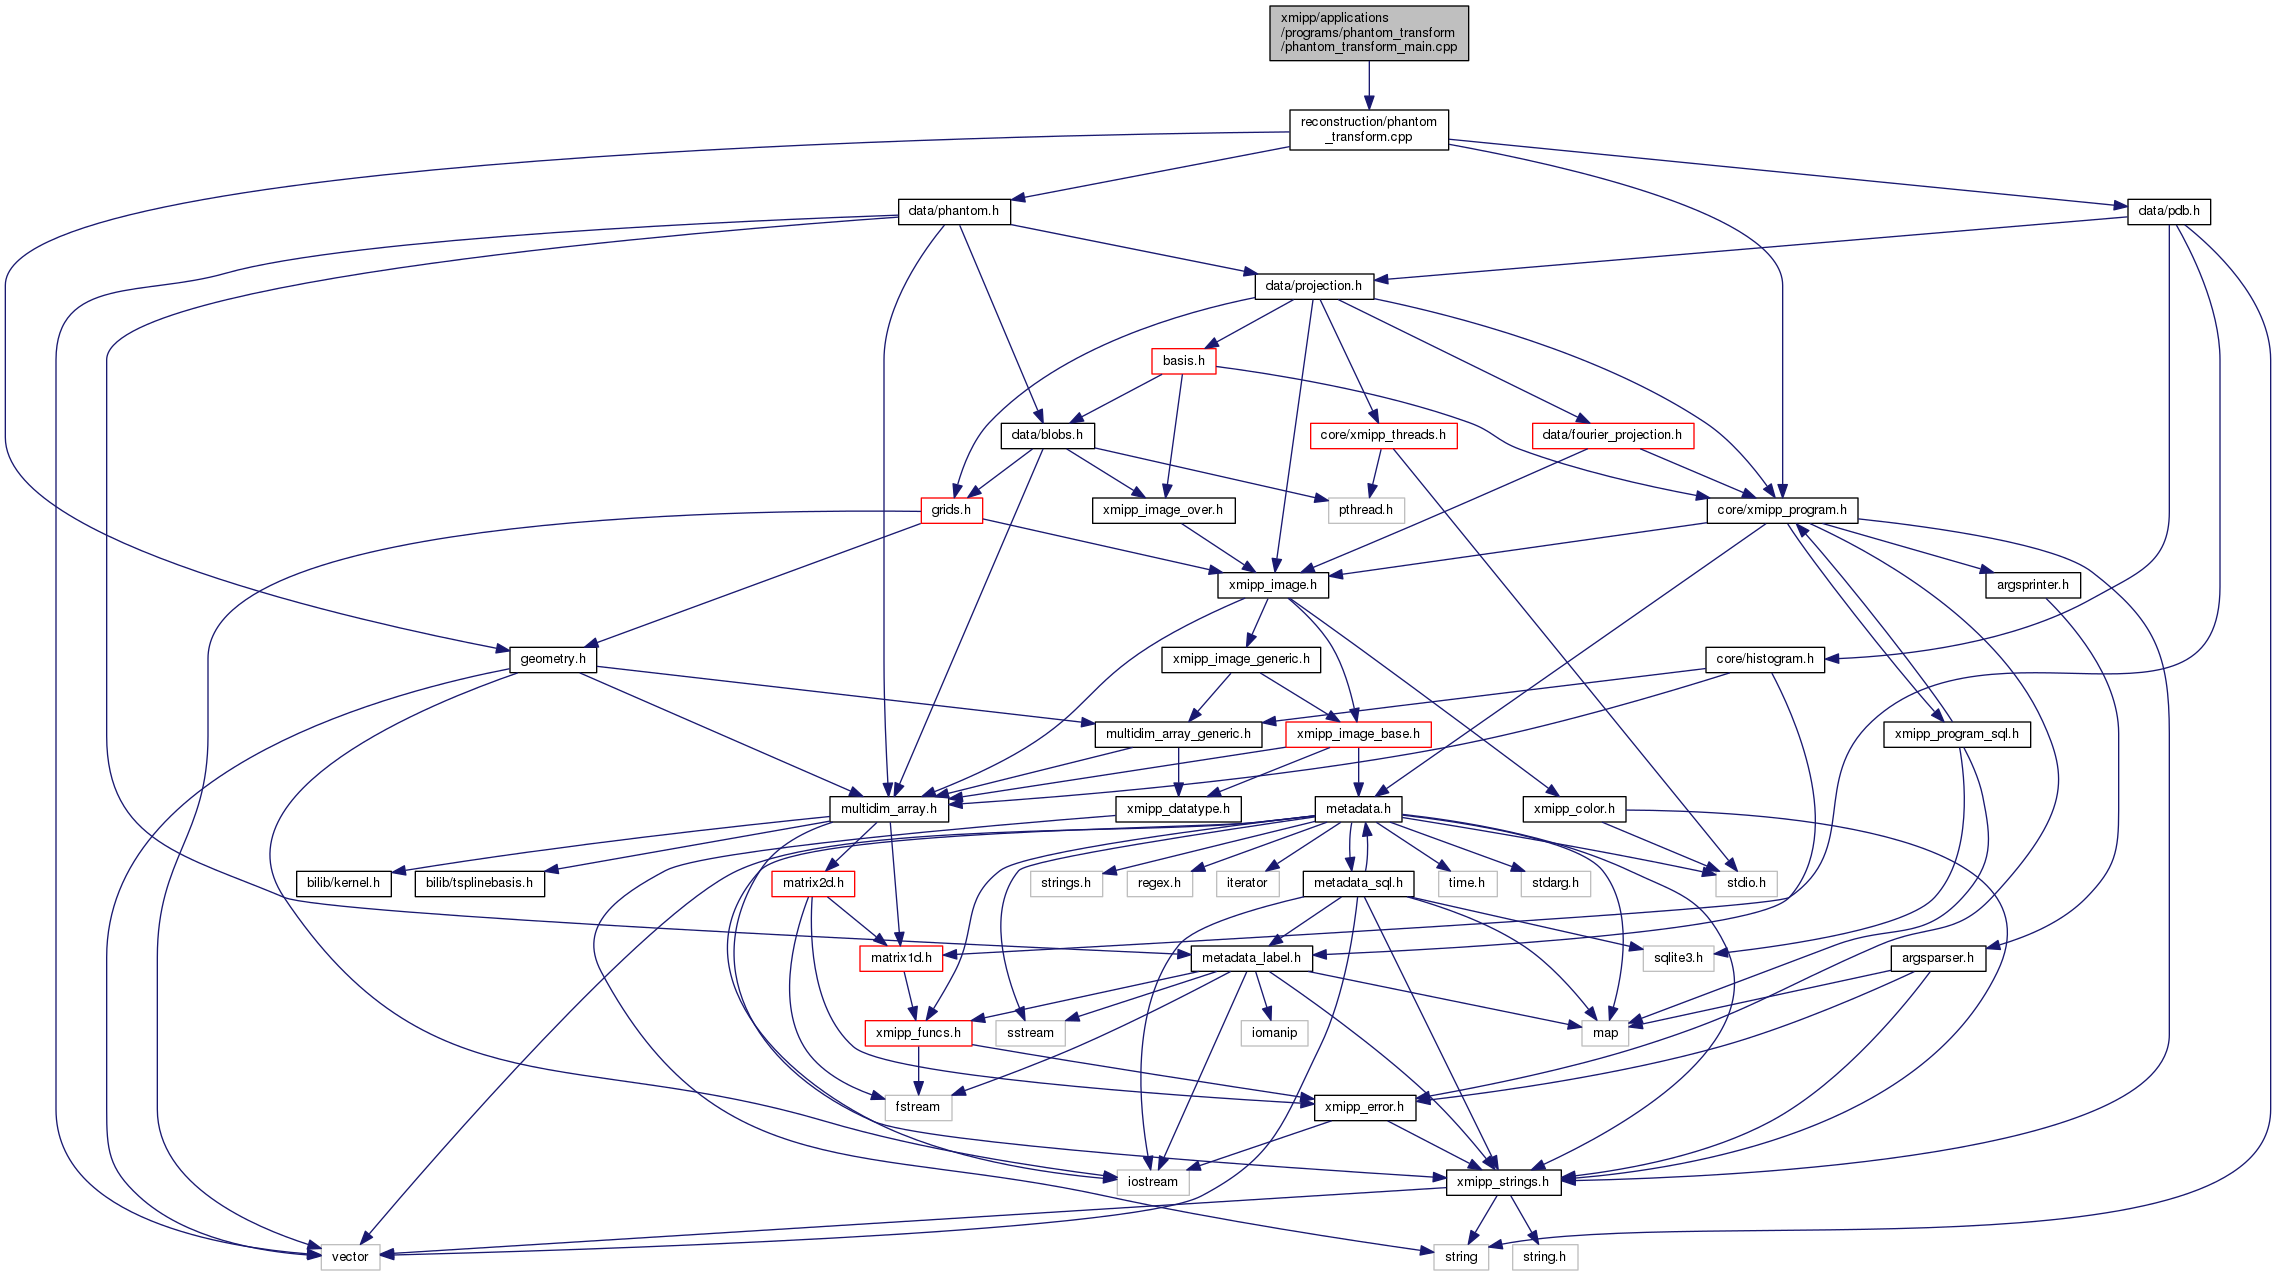 xmipp/applications
/programs/phantom_transform
/phantom_transform_main.cpp
reconstruction/phantom
_transform.cpp
data/phantom.h
data/pdb.h
data/projection.h
basis.h
data/blobs.h
core/xmipp_threads.h
data/fourier_projection.h
grids.h
xmipp_image_over.h
pthread.h
core/xmipp_program.h
xmipp_image.h
argsprinter.h
geometry.h
xmipp_image_generic.h
core/histogram.h
multidim_array_generic.h
xmipp_image_base.h
xmipp_program_sql.h
multidim_array.h
xmipp_datatype.h
metadata.h
xmipp_color.h
bilib/kernel.h
bilib/tsplinebasis.h
matrix2d.h
strings.h
regex.h
iterator
metadata_sql.h
time.h
stdarg.h
stdio.h
matrix1d.h
metadata_label.h
sqlite3.h
argsparser.h
xmipp_funcs.h
sstream
iomanip
map
fstream
xmipp_error.h
iostream
xmipp_strings.h
vector
string
string.h